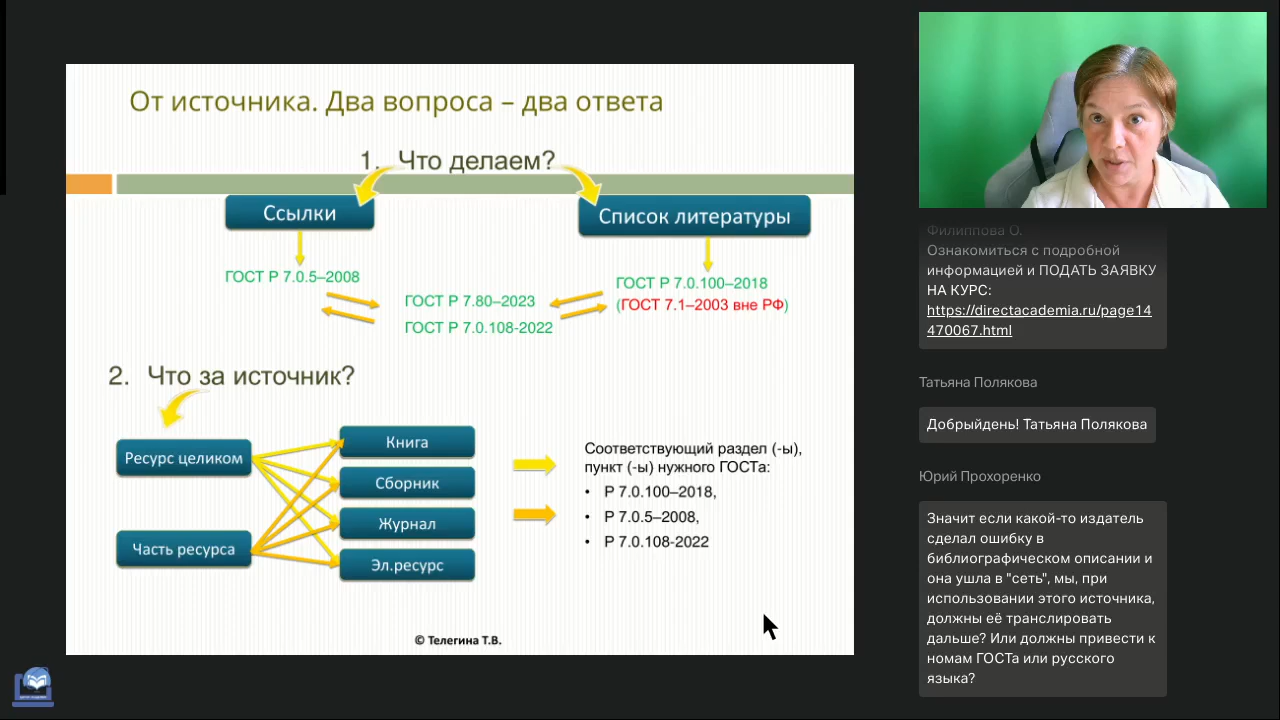 От источника. Два вопроса – два ответа
1. Что делаем?
Ссылки
Список литературы
ГОСТ Р 7.0.5–2008
ГОСТ Р 7.0.100–2018
(ГОСТ 7.1–2003 вне РФ)
ГОСТ Р 7.80–2023
ГОСТ Р 7.0.108-2022
2. Что за источник?
Ресурс целиком
Часть ресурса
Книга
Сборник
Журнал
Эл.ресурс
Соответствующий раздел (-ы),
пункт (-ы) нужного ГОСТа:
• Р 7.0.100–2018,
• Р 7.0.5–2008,
• Р 7.0.108-2022
© Телегина Т.В.
Филиппова О.
Ознакомиться с подробной
информацией и ПОДАТЬ ЗАЯВКУ
НА КУРС:
https://directacademia.ru/page14
470067.html
Татьяна Полякова
Добрыйдень! Татьяна Полякова
Юрий Прохоренко
Значит если какой-то издатель
сделал ошибку в
библиографическом описании и
она ушла в "сеть", мы, при
использовании этого источника,
должны её транслировать
дальше? Или должны привести к
номам ГОСТа или русского
языка?